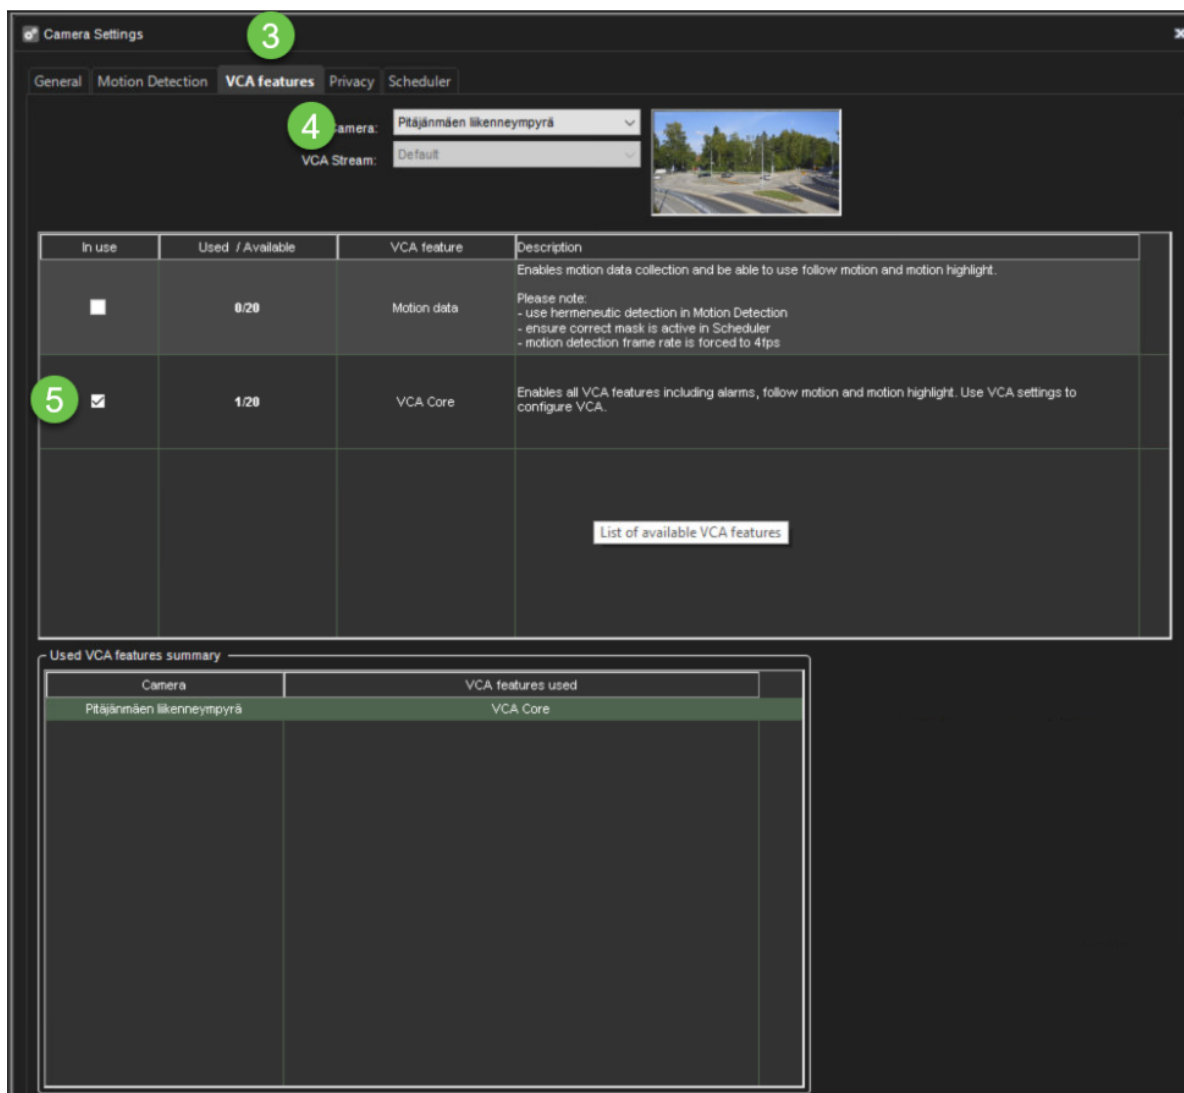 Camera Settings
3
General Motion Detection VCA features Privacy Scheduler
4
Camera: Pitäjänmäen liikenneympyrä
VCA Stream: Default
In use Used / Available VCA feature Description
Enables motion data collection and be able to use follow motion and motion highlight.
Please note:
0/20 Motion data
- use hermeneutic detection in Motion Detection
- ensure correct mask is active in Scheduler
- motion detection frame rate is forced to 4fps
5
1/20 VCA Core
Enables all VCA features including alarms, follow motion and motion highlight. Use VCA settings to
configure VCA.
List of available VCA features
Used VCA features summary
Camera VCA features used
Pitäjänmäen liikenneympyrä VCA Core